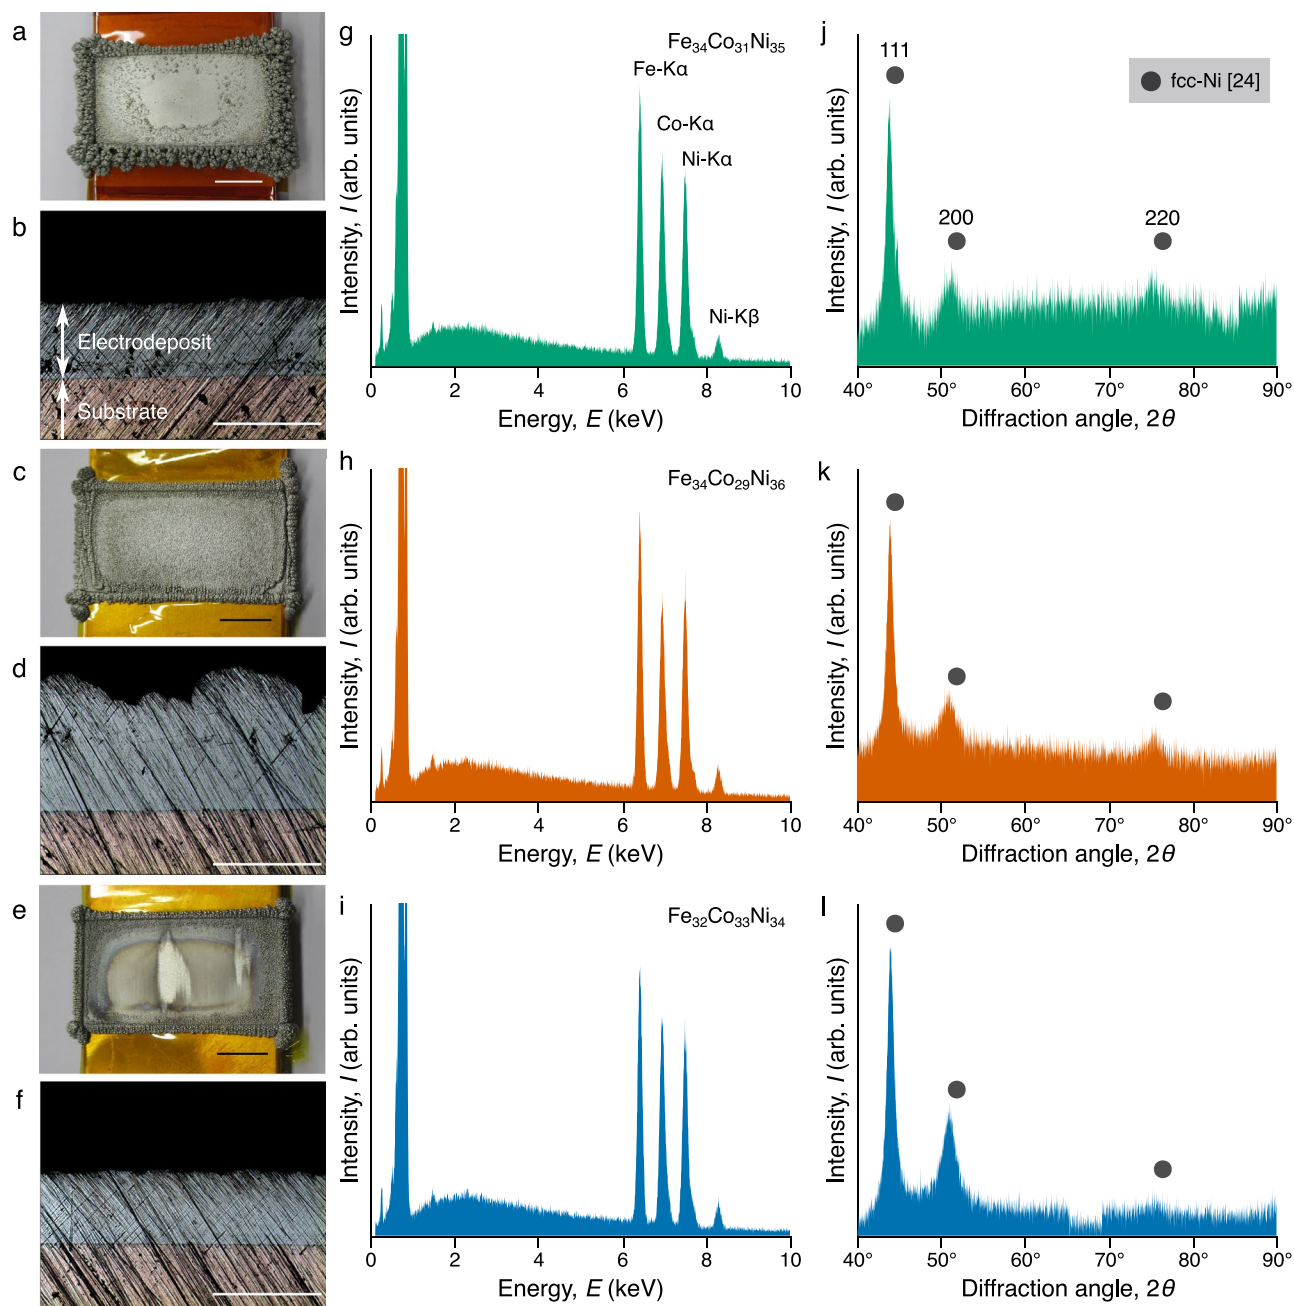 a
b
Electrodeposit
Substrate
c
d
e
f
g
Fe₃₄Co₃₁Ni₃₅
Fe-Kα
Co-Kα
Ni-Kα
Ni-Kβ
Intensity, I (arb. units)
0 2 4 6 8 10
Energy, E (keV)
h
Fe₃₄Co₂₉Ni₃₆
Intensity, I (arb. units)
0 2 4 6 8 10
Energy, E (keV)
i
Fe₃₂Co₃₃Ni₃₄
Intensity, I (arb. units)
0 2 4 6 8 10
Energy, E (keV)
j
111
200
220
fcc-Ni [24]
Intensity, I (arb. units)
40° 50° 60° 70° 80° 90°
Diffraction angle, 2θ
k
Intensity, I (arb. units)
40° 50° 60° 70° 80° 90°
Diffraction angle, 2θ
l
Intensity, I (arb. units)
40° 50° 60° 70° 80° 90°
Diffraction angle, 2θ